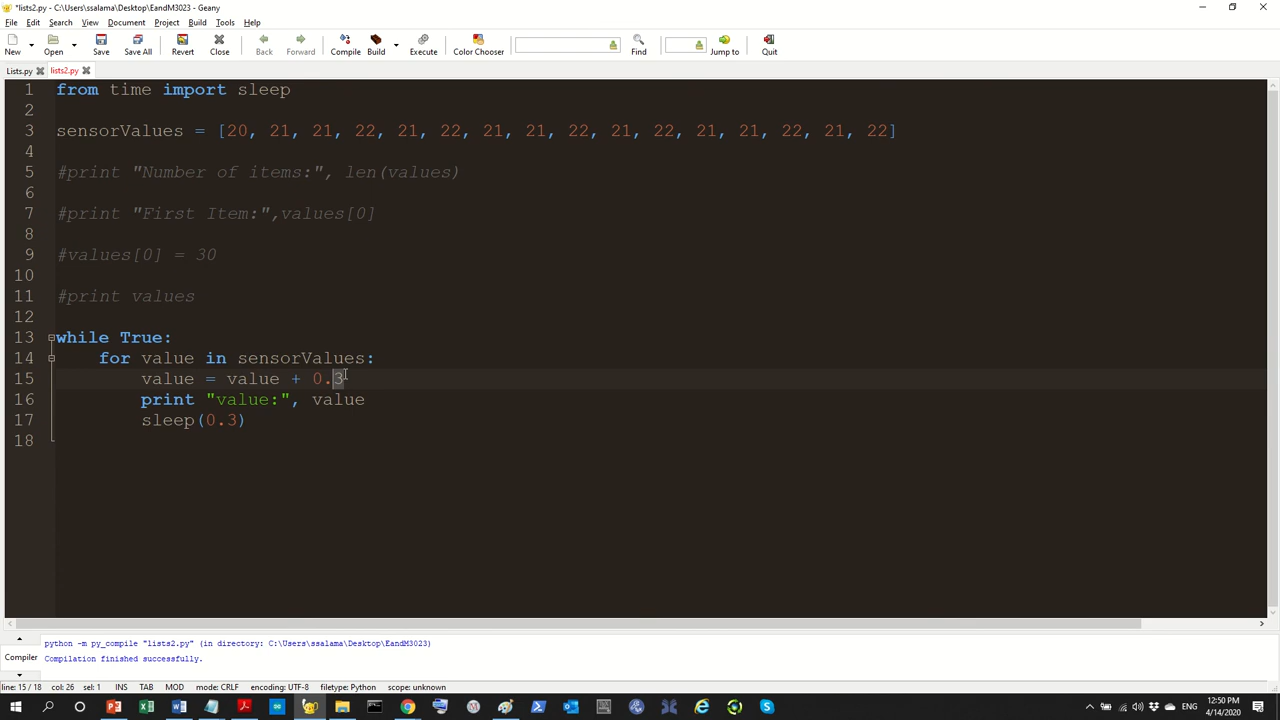 *lists2.py - C:\Users\ssalama\Desktop\EandM3023 - Geany
File Edit Search View Document Project Build Tools Help
New Open Save Save All Revert Close Back Forward Compile Build Execute Color Chooser Find Jump to Quit
Lists.py lists2.py
1 from time import sleep
2
3 sensorValues = [20, 21, 21, 22, 21, 22, 21, 21, 22, 21, 22, 21, 21, 22, 21, 22]
4
5 #print "Number of items:", len(values)
6
7 #print "First Item:",values[0]
8
9 #values[0] = 30
10
11 #print values
12
13 while True:
14 for value in sensorValues:
15 value = value + 0.3
16 print "value:", value
17 sleep(0.3)
18
python -m py_compile "lists2.py" (in directory: C:\Users\ssalama\Desktop\EandM3023)
Compiler Compilation finished successfully.
line: 15 / 18 col: 26 sel: 1 INS TAB MOD mode: CRLF encoding: UTF-8 filetype: Python scope: unknown
12:50 PM
4/14/2020